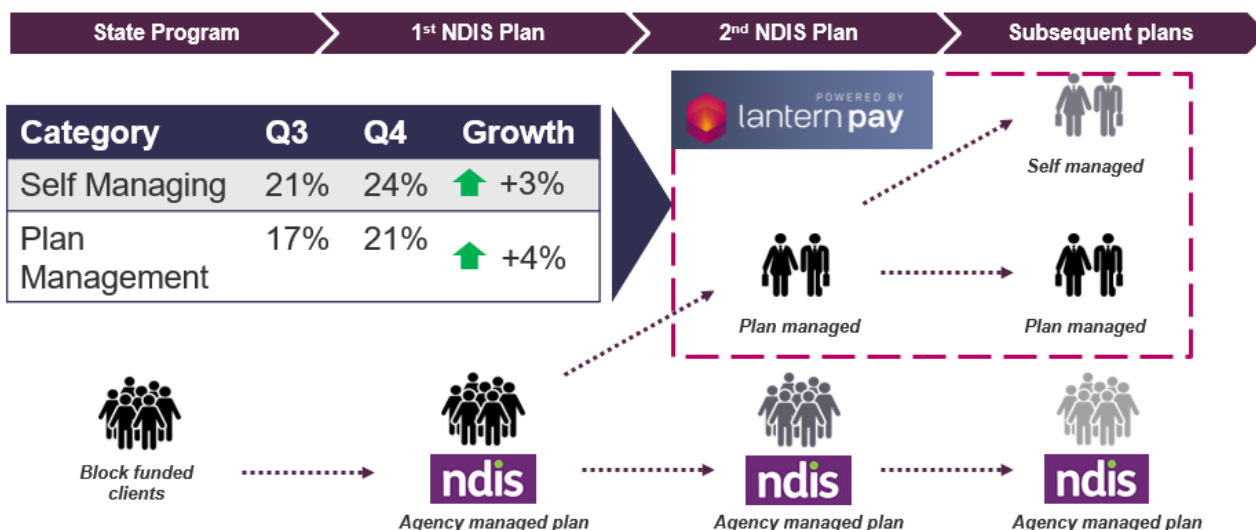 State Program
1st NDIS Plan
2nd NDIS Plan
Subsequent plans
Category Q3 Q4 Growth
Self Managing 21% 24% +3%
Plan
Management
17% 21% +4%
POWERED BY
lanternpay
Self managed
Plan managed
Plan managed
Block funded
clients
ndis
Agency managed plan
ndis
Agency managed plan
ndis
Agency managed plan